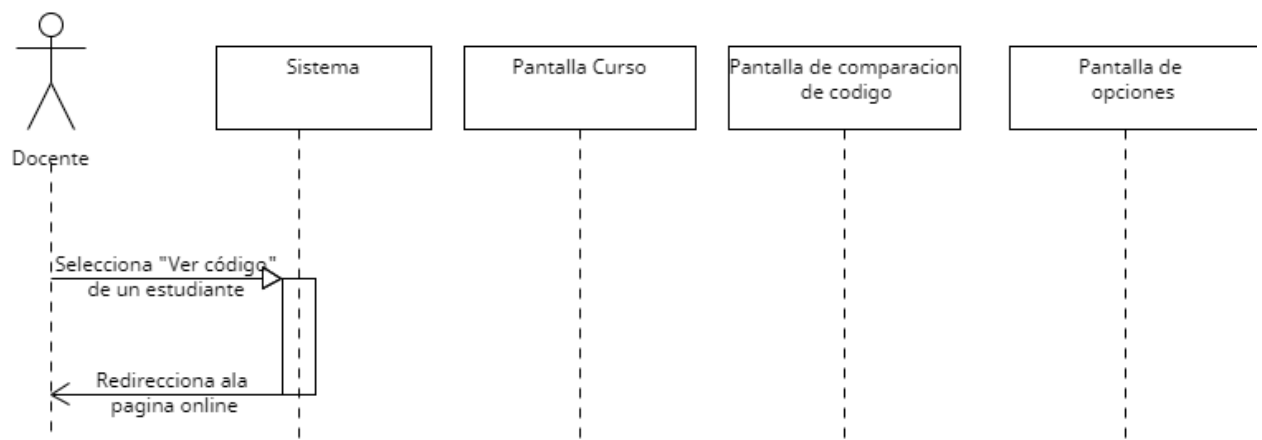 Sistema
Pantalla Curso
Pantalla de comparacion
de codigo
Pantalla de
opciones
Docente
Selecciona "Ver código"
de un estudiante
Redirecciona ala
pagina online